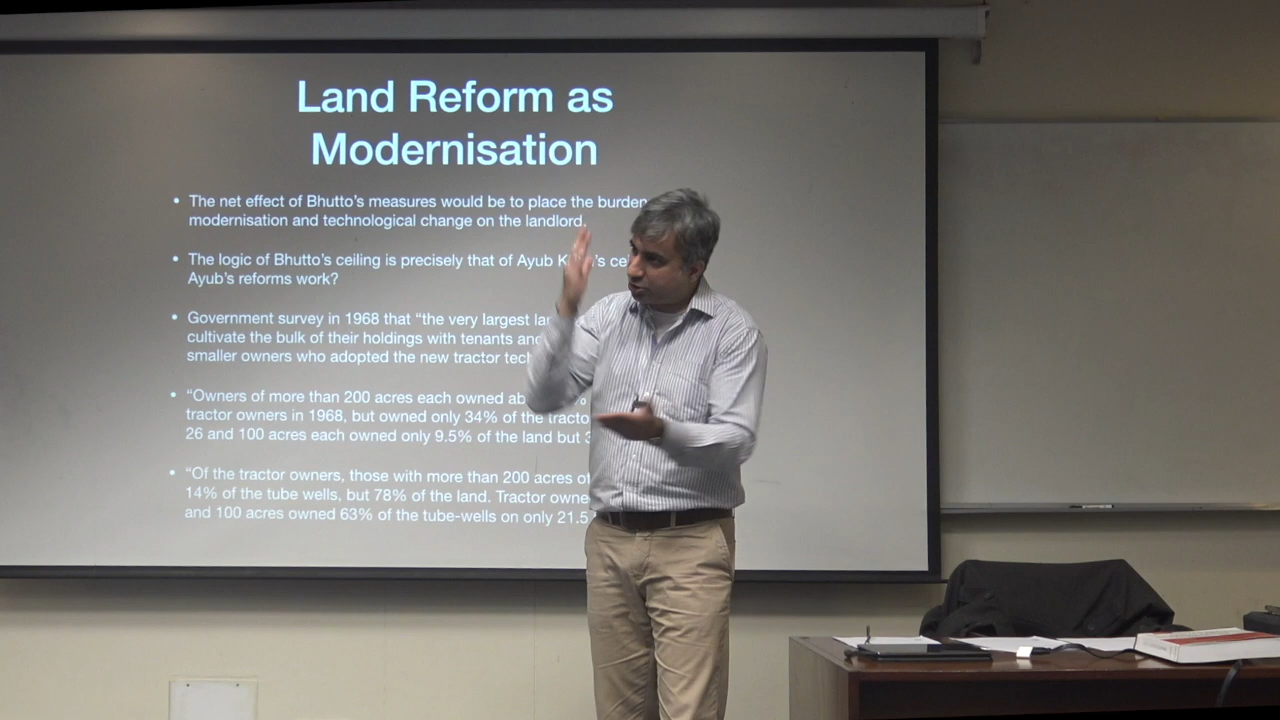 Land Reform as
Modernisation
• The net effect of Bhutto's measures would be to place the burden
modernisation and technological change on the landlord.
• The logic of Bhutto's ceiling is precisely that of Ayub
Ayub's reforms work?
• Government survey in 1968 that “the very largest
cultivate the bulk of their holdings with tenants and
smaller owners who adopted the new tractor
• “Owners of more than 200 acres each owned
tractor owners in 1968, but owned only 34% of the
26 and 100 acres each owned only 9.5% of the land but
• “Of the tractor owners, those with more than 200 acres
14% of the tube wells, but 78% of the land. Tractor
and 100 acres owned 63% of the tube-wells on only 21.5